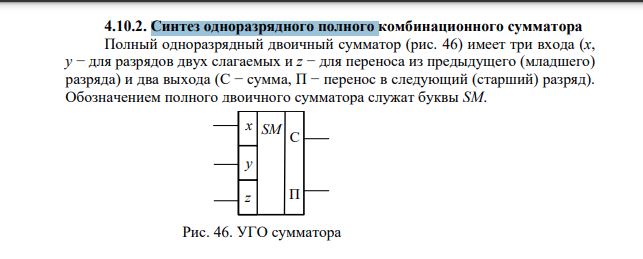 4.10.2. Синтез одноразрядного полного комбинационного сумматора
Полный одноразрядный двоичный сумматор (рис. 46) имеет три входа (x,
y − для разрядов двух слагаемых и z − для переноса из предыдущего (младшего)
разряда) и два выхода (С − сумма, П − перенос в следующий (старший) разряд).
Обозначением полного двоичного сумматора служат буквы SM.
x SM С
y
z П
Рис. 46. УГО сумматора